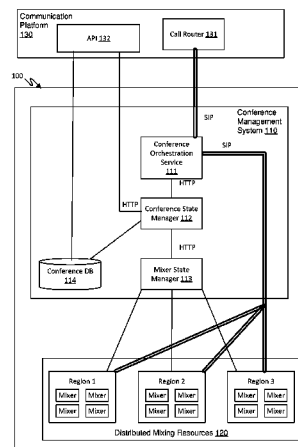 Communication
Platform
130
API 132
Call Router 131
100
SIP
Conference
Management
System 110
Conference
Orchestration
Service
111
SIP
HTTP
HTTP
Conference State
Manager 112
HTTP
Conference DB
114
Mixer State
Manager 113
Region 1
Mixer Mixer
Mixer Mixer
Region 2
Mixer Mixer
Mixer Mixer
Region 3
Mixer Mixer
Mixer Mixer
Distributed Mixing Resources 120